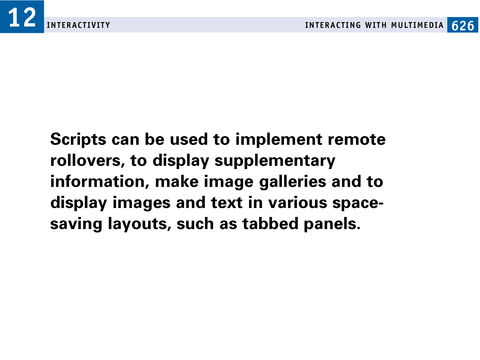 12
INTERACTIVITY
INTERACTING WITH MULTIMEDIA
626
Scripts can be used to implement remote
rollovers, to display supplementary
information, make image galleries and to
display images and text in various space-
saving layouts, such as tabbed panels.